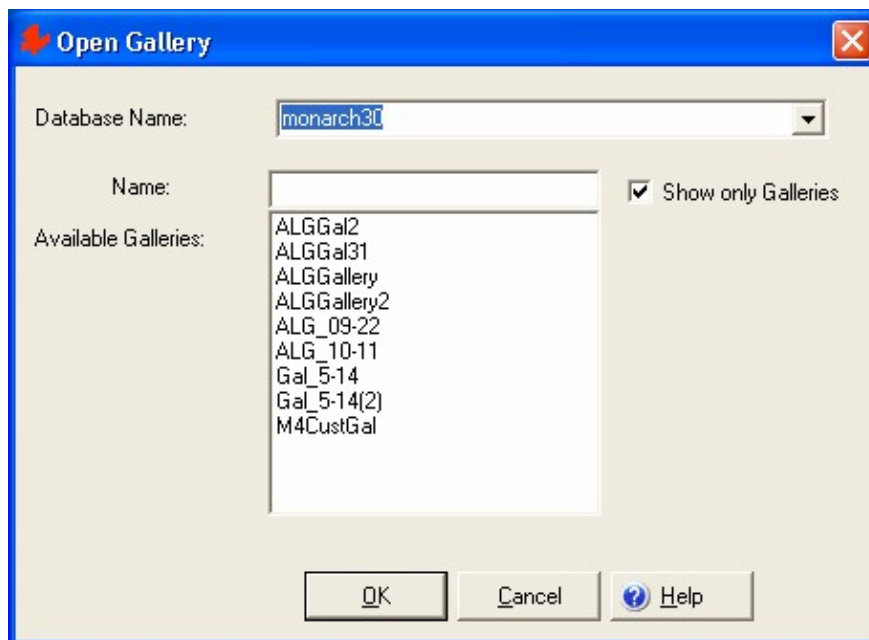 Open Gallery
Database Name: monarch30
Name:
Show only Galleries
Available Galleries:
ALGGal2
ALGGal31
ALGGallery
ALGGallery2
ALG_09-22
ALG_10-11
Gal_5-14
Gal_5-14(2)
M4CustGal
OK Cancel Help